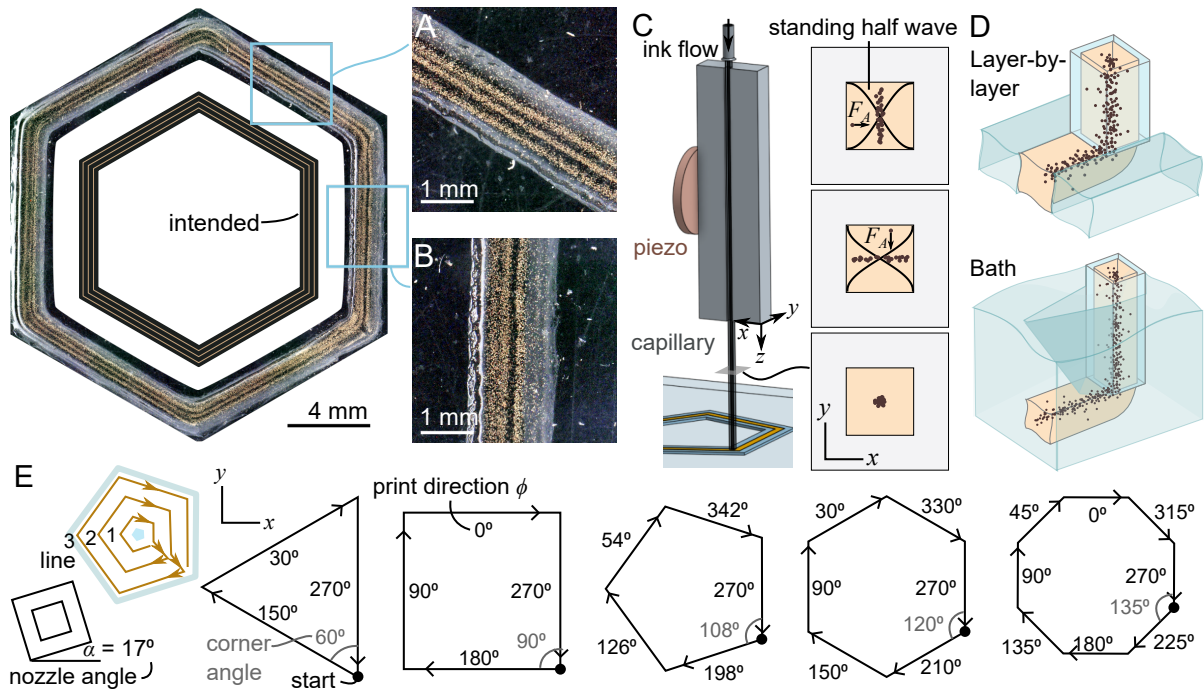 A
1 mm
intended
4 mm
B
1 mm
C
ink flow
piezo
capillary
x
y
z
standing half wave
F_A
F_A
y
x
D
Layer-by-
layer
Bath
E
3 2 1
line
α = 17º
nozzle angle
y
x
30º
270º
150º
60º
corner
angle
start
print direction ϕ
0º
90º
270º
90º
180º
342º
54º
270º
108º
126º
198º
30º
330º
90º
270º
120º
150º
210º
45º
0º
315º
90º
270º
135º
135º
180º
225º